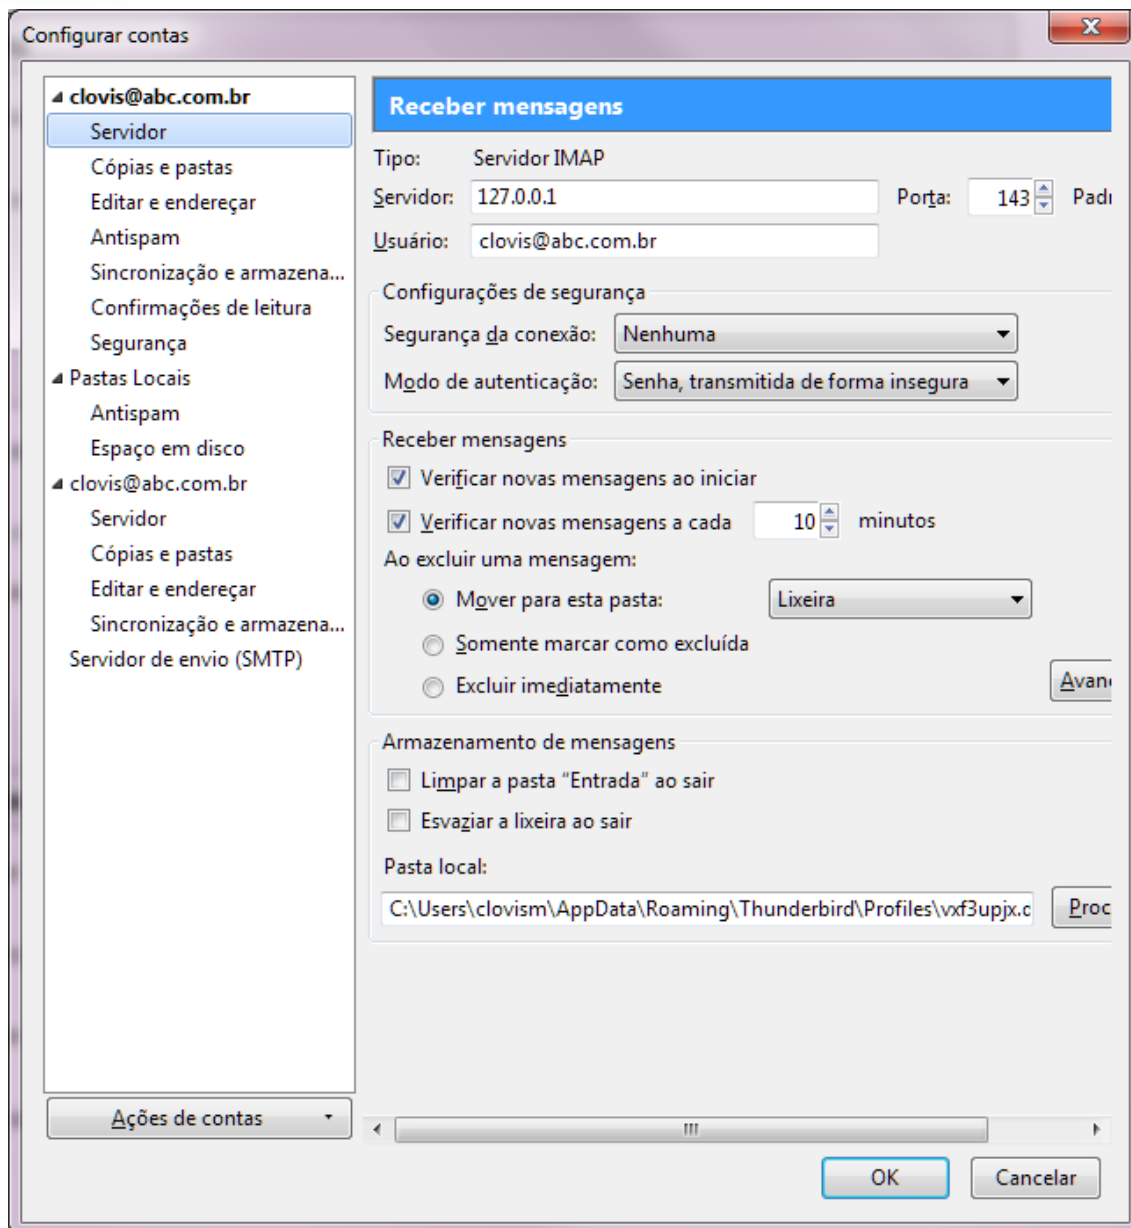 Configurar contas
clovis@abc.com.br
Servidor
Cópias e pastas
Editar e endereçar
Antispam
Sincronização e armazena...
Confirmações de leitura
Segurança
Pastas Locais
Antispam
Espaço em disco
clovis@abc.com.br
Servidor
Cópias e pastas
Editar e endereçar
Sincronização e armazena...
Servidor de envio (SMTP)
Ações de contas
Receber mensagens
Tipo: Servidor IMAP
Servidor: 127.0.0.1 Porta: 143 Padr
Usuário: clovis@abc.com.br
Configurações de segurança
Segurança da conexão: Nenhuma
Modo de autenticação: Senha, transmitida de forma insegura
Receber mensagens
Verificar novas mensagens ao iniciar
Verificar novas mensagens a cada 10 minutos
Ao excluir uma mensagem:
Mover para esta pasta: Lixeira
Somente marcar como excluída
Excluir imediatamente
Avan
Armazenamento de mensagens
Limpar a pasta “Entrada” ao sair
Esvaziar a lixeira ao sair
Pasta local:
C:\Users\clovism\AppData\Roaming\Thunderbird\Profiles\vxf3upjx.c Proc
OK Cancelar